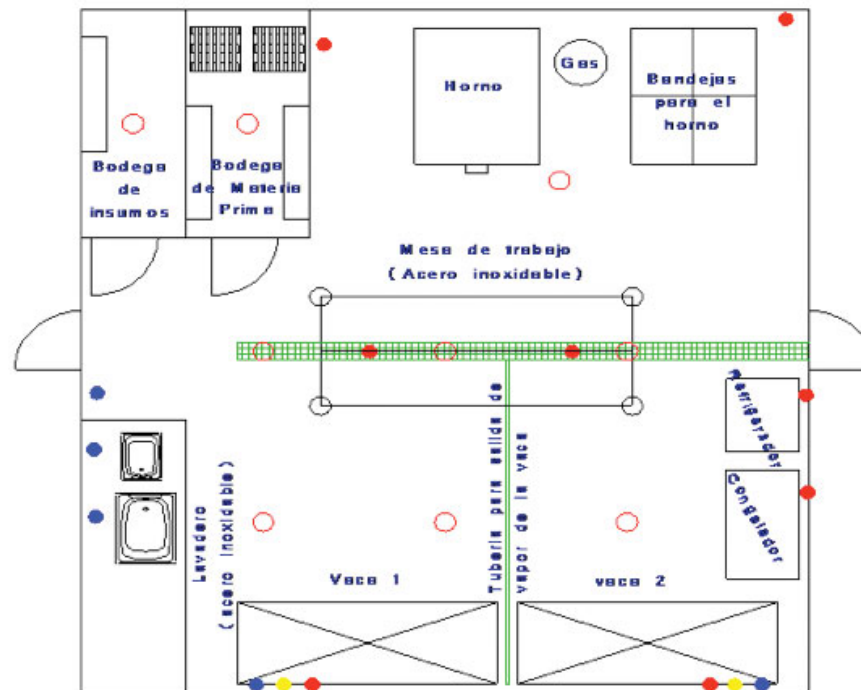 Horno
Gas
Bandejas
para el
horno
Bodega
de
insumos
Bodega
de Materia
Prima
Mesa de trabajo
(Acero inoxidable)
Refrigerador
Congelador
Lavadero
(acero inoxidable)
Tuberia para salida de
vapor de la vaca
Vaca 1
vaca 2